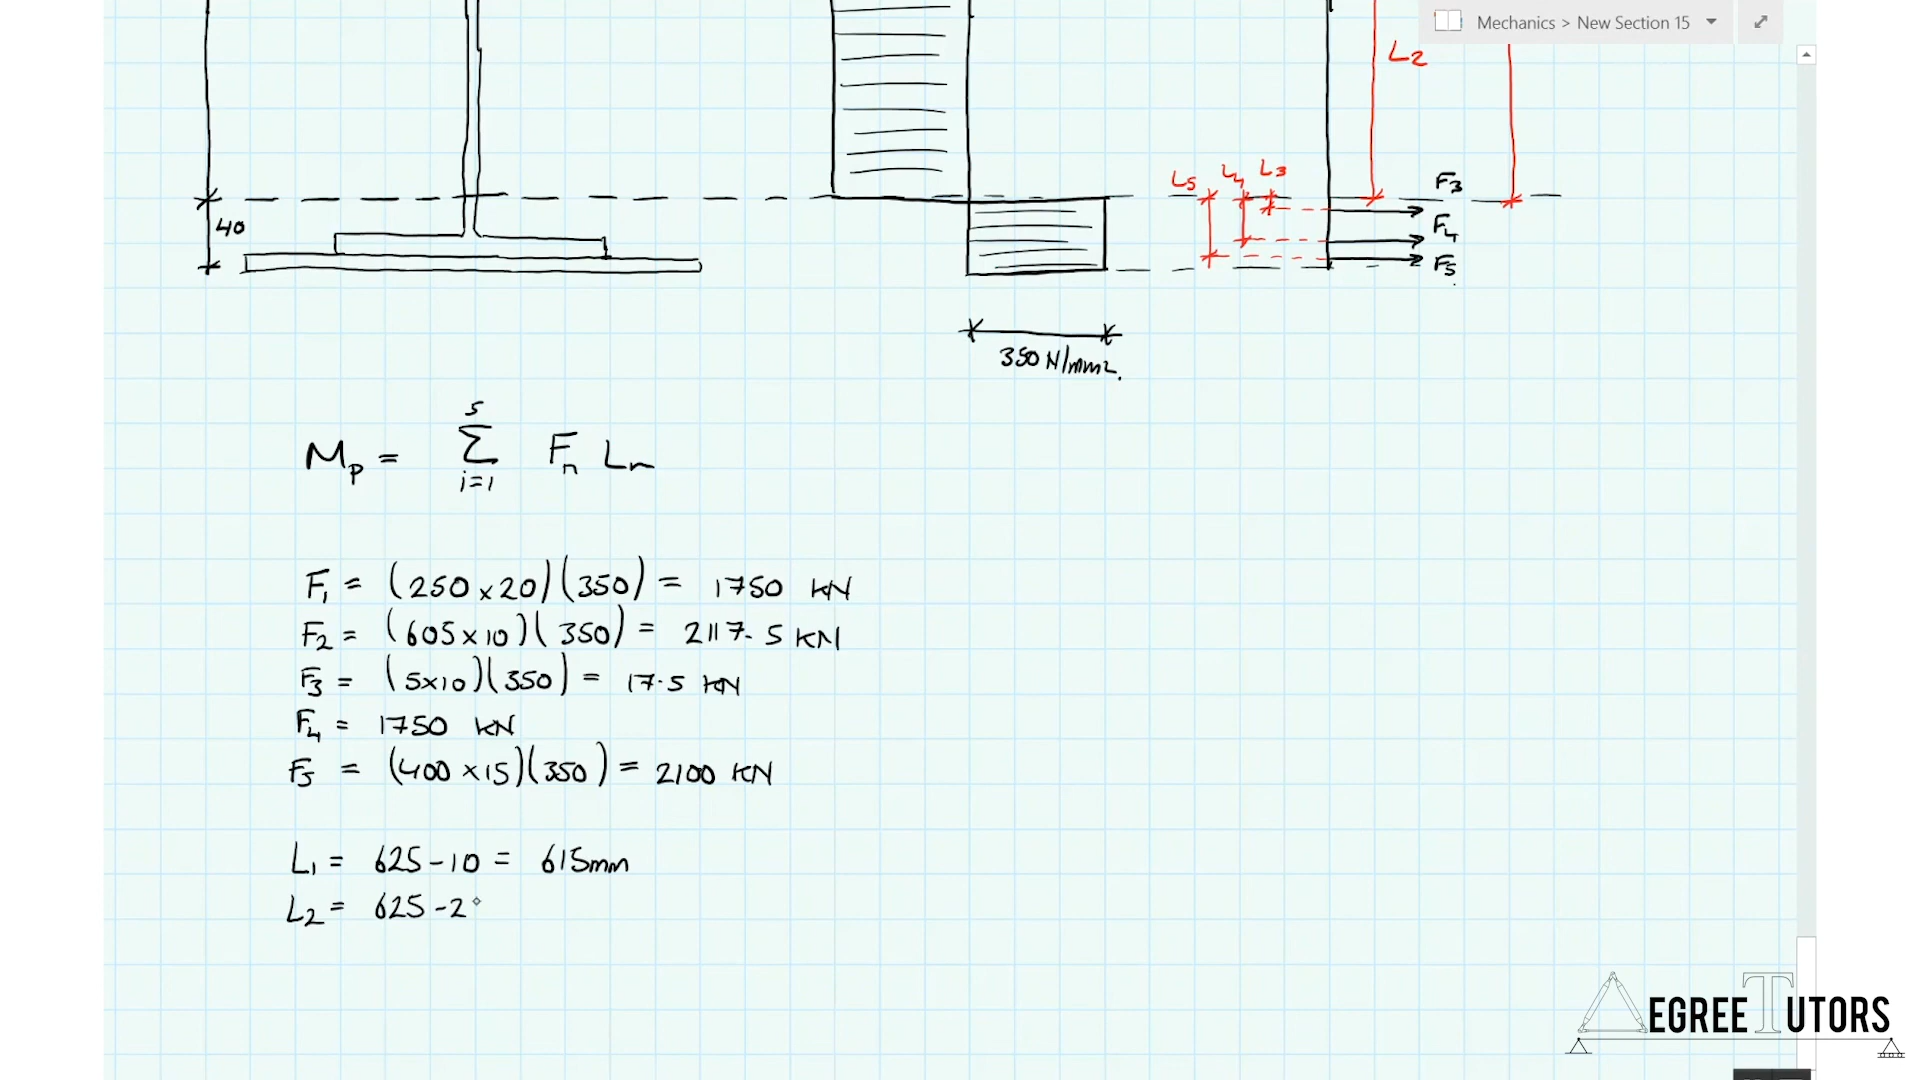 Mechanics > New Section 15
L2
L5 L4 L3
F3
F4
F5
40
350 N/mm2.
5
Mp = Σ Fn Ln
i=1
F1 = (250 x 20)(350) = 1750 kN
F2 = (605 x 10)(350) = 2117.5 kN
F3 = (5x10)(350) = 17.5 kN
F4 = 1750 kN
F5 = (400 x 15)(350) = 2100 kN
L1 = 625 - 10 = 615mm
L2 = 625 - 2
EGREE TUTORS